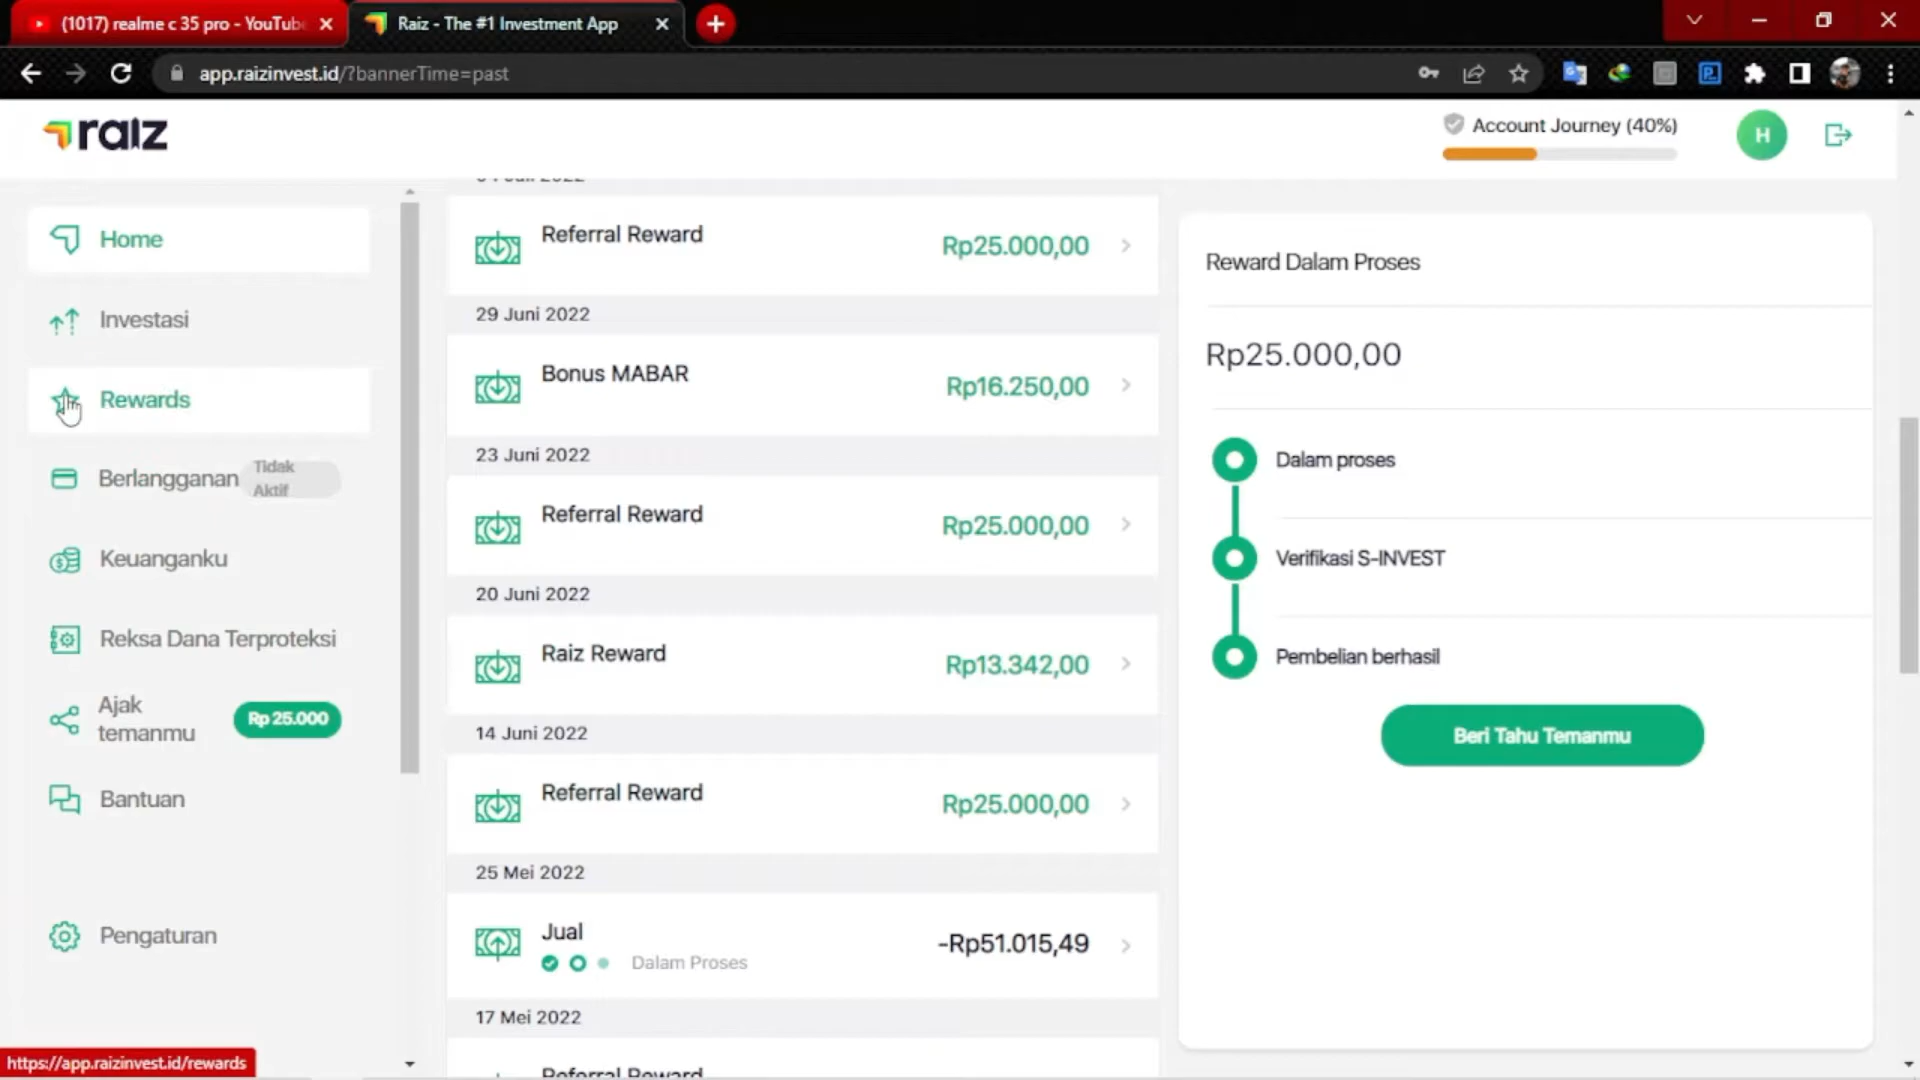 (1017) realme c 35 pro - YouTube
Raiz - The #1 Investment App
app.raizinvest.id/?bannerTime=past
raiz
Account Journey (40%)
H
Home
Investasi
Rewards
Berlangganan
Tidak Aktif
Keuanganku
Reksa Dana Terproteksi
Ajak temanmu
Rp 25.000
Bantuan
Pengaturan
Referral Reward
Rp25.000,00
29 Juni 2022
Bonus MABAR
Rp16.250,00
23 Juni 2022
Referral Reward
Rp25.000,00
20 Juni 2022
Raiz Reward
Rp13.342,00
14 Juni 2022
Referral Reward
Rp25.000,00
25 Mei 2022
Jual
-Rp51.015,49
Dalam Proses
17 Mei 2022
Referral Reward
Reward Dalam Proses
Rp25.000,00
Dalam proses
Verifikasi S-INVEST
Pembelian berhasil
Beri Tahu Temanmu
https://app.raizinvest.id/rewards